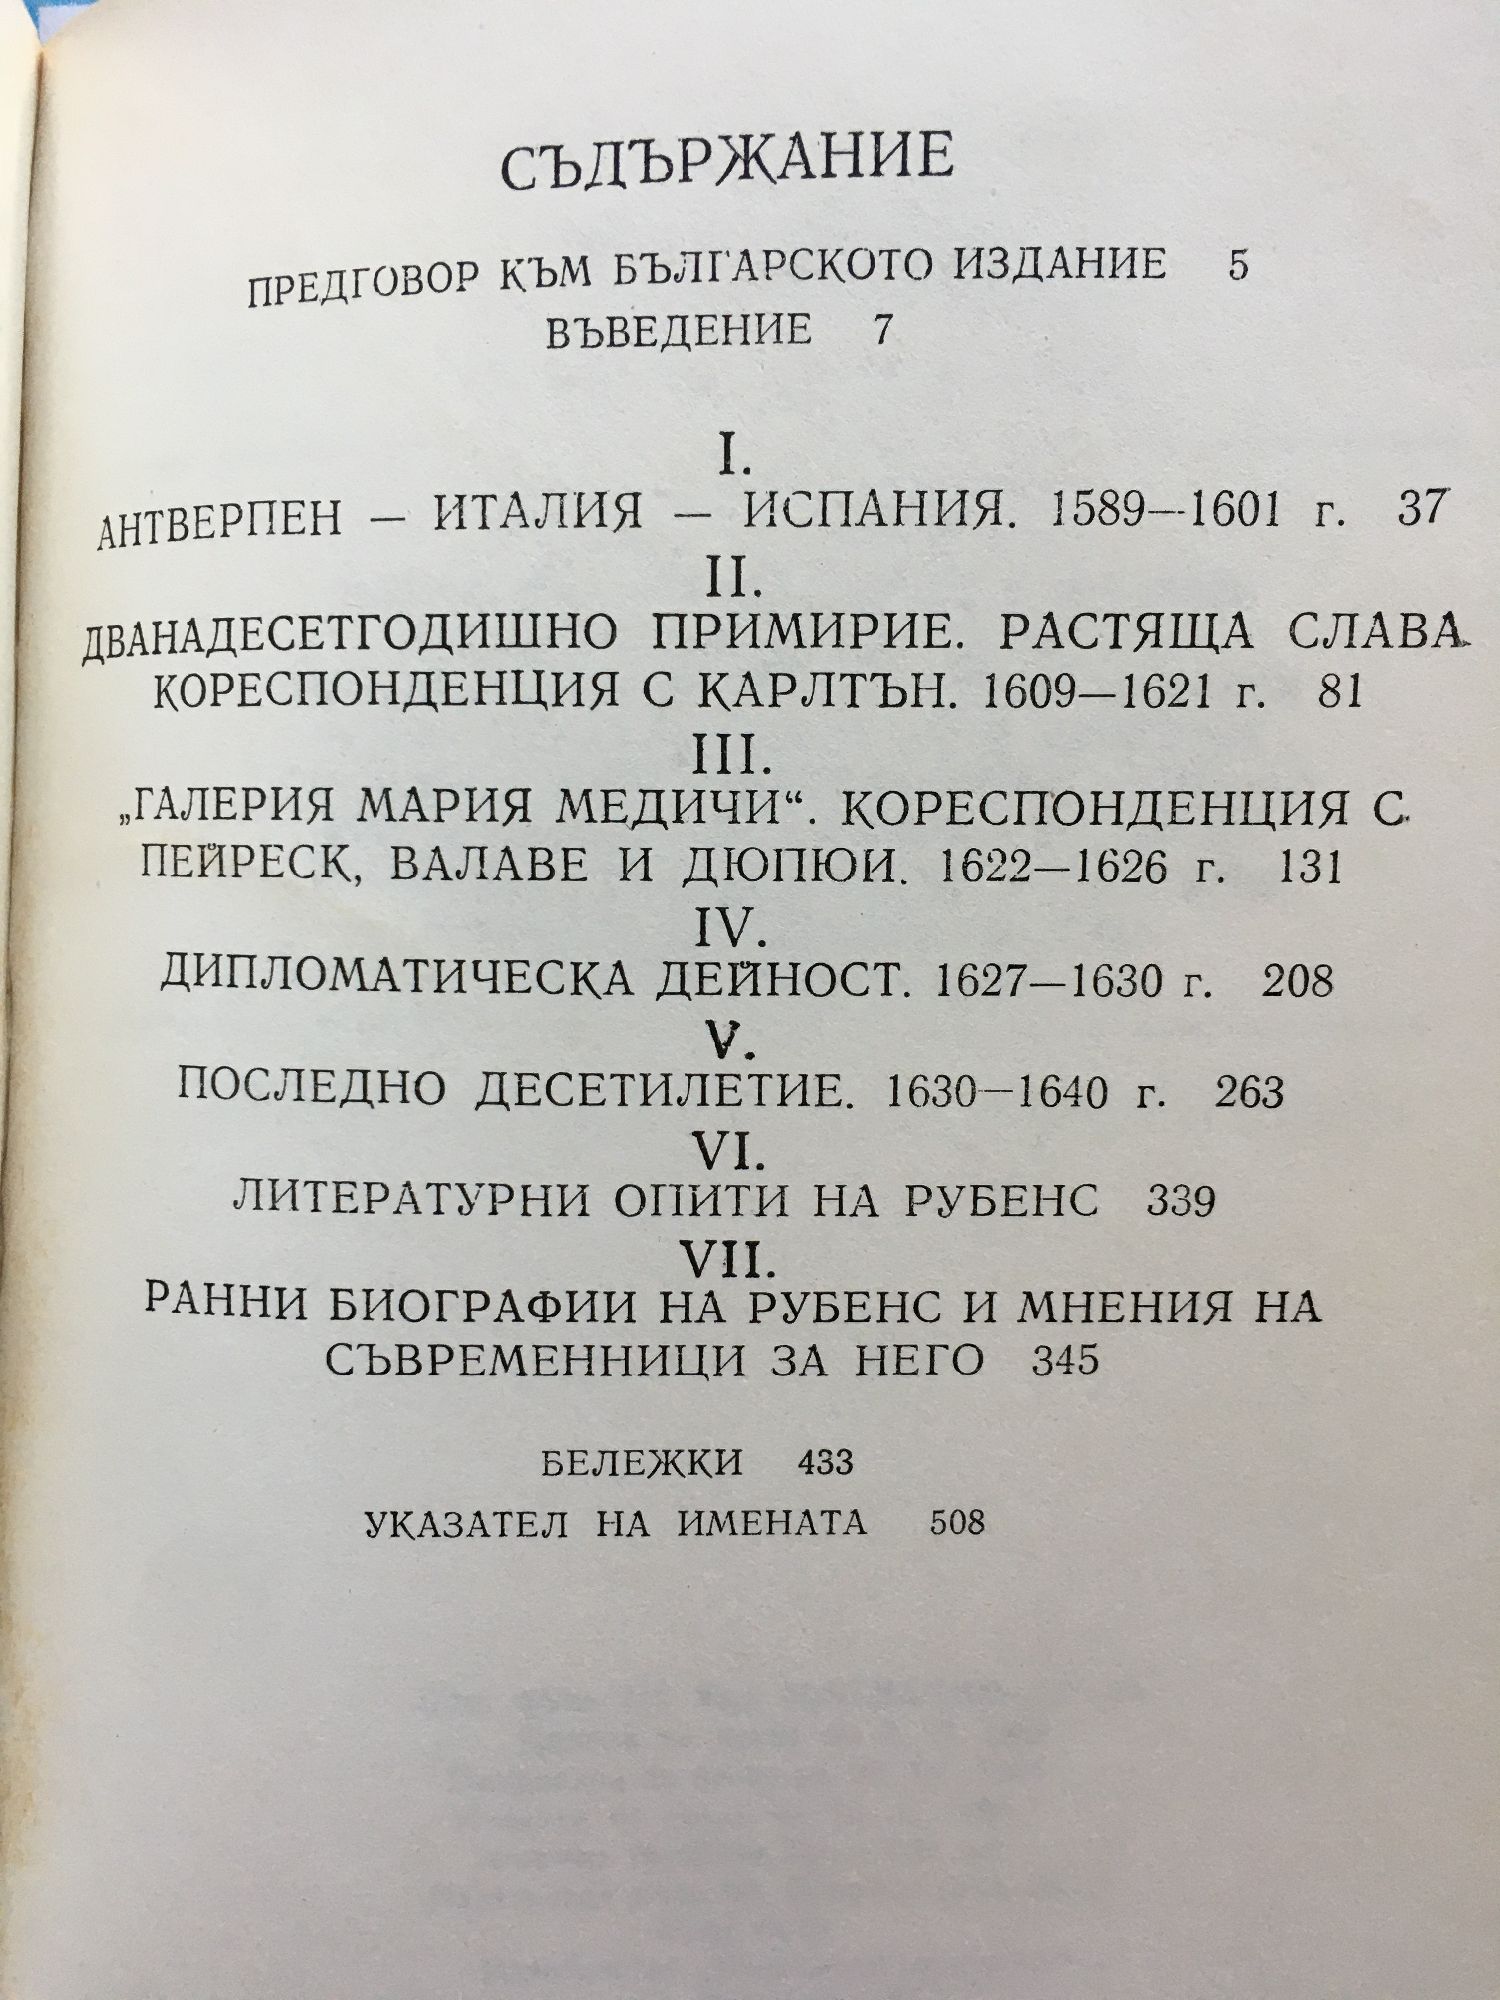 СЪДЪРЖАНИЕ
ПРЕДГОВОР КЪМ БЪЛГАРСКОТО ИЗДАНИЕ 5
ВЪВЕДЕНИЕ 7
I.
АНТВЕРПЕН — ИТАЛИЯ — ИСПАНИЯ. 1589—1601 г. 37
II.
ДВАНАДЕСЕТГОДИШНО ПРИМИРИЕ. РАСТЯЩА СЛАВА.
КОРЕСПОНДЕНЦИЯ С КАРЛТЪН. 1609—1621 г. 81
III.
„ГАЛЕРИЯ МАРИЯ МЕДИЧИ“. КОРЕСПОНДЕНЦИЯ С
ПЕЙРЕСК, ВАЛАВЕ И ДЮПЮИ. 1622—1626 г. 131
IV.
ДИПЛОМАТИЧЕСКА ДЕЙНОСТ. 1627—1630 г. 208
V.
ПОСЛЕДНО ДЕСЕТИЛЕТИЕ. 1630—1640 г. 263
VI.
ЛИТЕРАТУРНИ ОПИТИ НА РУБЕНС 339
VII.
РАННИ БИОГРАФИИ НА РУБЕНС И МНЕНИЯ НА
СЪВРЕМЕННИЦИ ЗА НЕГО 345
БЕЛЕЖКИ 433
УКАЗАТЕЛ НА ИМЕНАТА 508